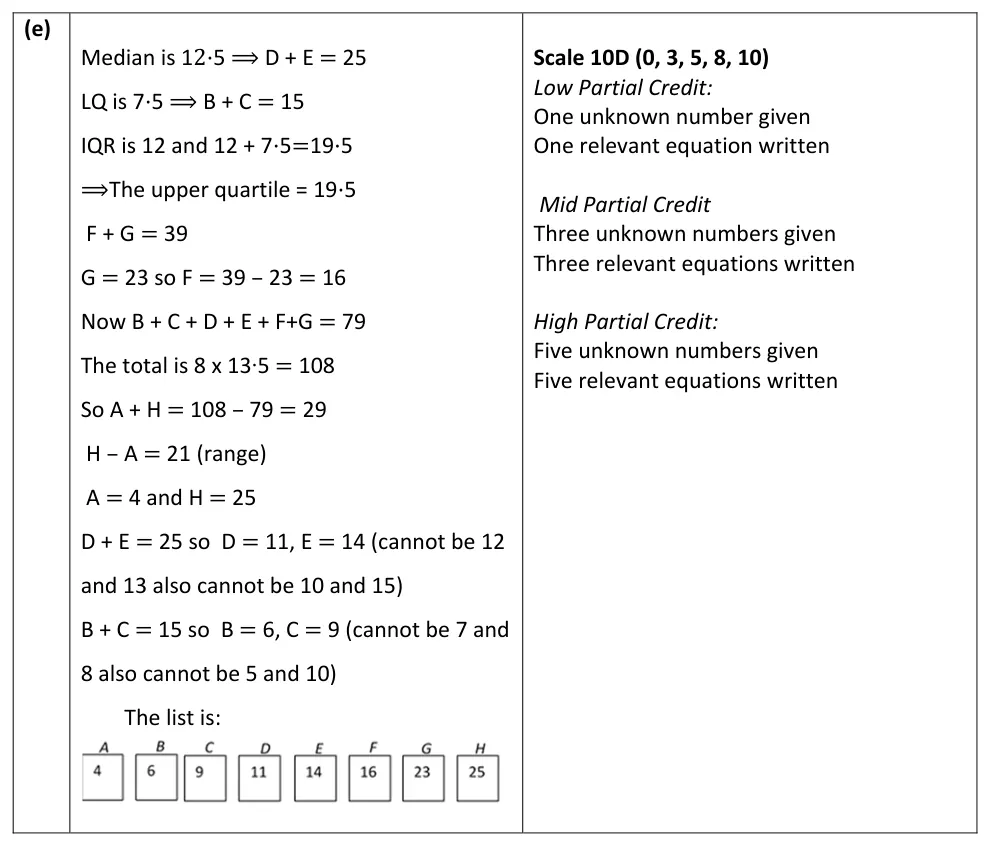 (e)
Median is 12·5 ⟹ D + E = 25
LQ is 7·5 ⟹ B + C = 15
IQR is 12 and 12 + 7·5=19·5
⟹The upper quartile = 19·5
F + G = 39
G = 23 so F = 39 – 23 = 16
Now B + C + D + E + F+G = 79
The total is 8 x 13·5 = 108
So A + H = 108 – 79 = 29
H – A = 21 (range)
A = 4 and H = 25
D + E = 25 so D = 11, E = 14 (cannot be 12
and 13 also cannot be 10 and 15)
B + C = 15 so B = 6, C = 9 (cannot be 7 and
8 also cannot be 5 and 10)
The list is:
A B C D E F G H
4 6 9 11 14 16 23 25
Scale 10D (0, 3, 5, 8, 10)
Low Partial Credit:
One unknown number given
One relevant equation written
Mid Partial Credit
Three unknown numbers given
Three relevant equations written
High Partial Credit:
Five unknown numbers given
Five relevant equations written